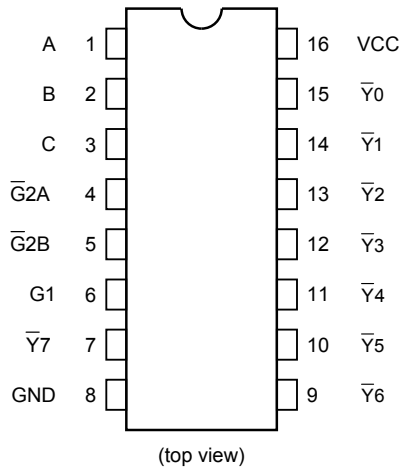 A 1 16 VCC
B 2 15 Y̅0
C 3 14 Y̅1
G̅2A 4 13 Y̅2
G̅2B 5 12 Y̅3
G1 6 11 Y̅4
Y̅7 7 10 Y̅5
GND 8 9 Y̅6
(top view)